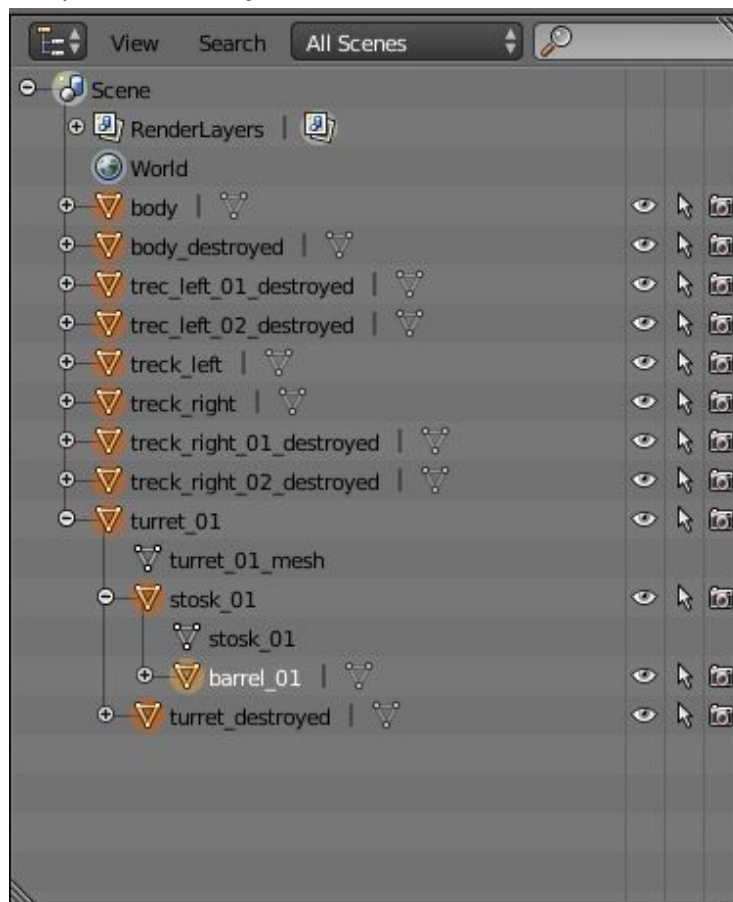 View Search All Scenes
Scene
RenderLayers |
World
body |
body_destroyed |
trec_left_01_destroyed |
trec_left_02_destroyed |
treck_left |
treck_right |
treck_right_01_destroyed |
treck_right_02_destroyed |
turret_01
turret_01_mesh
stosk_01
stosk_01
barrel_01 |
turret_destroyed |